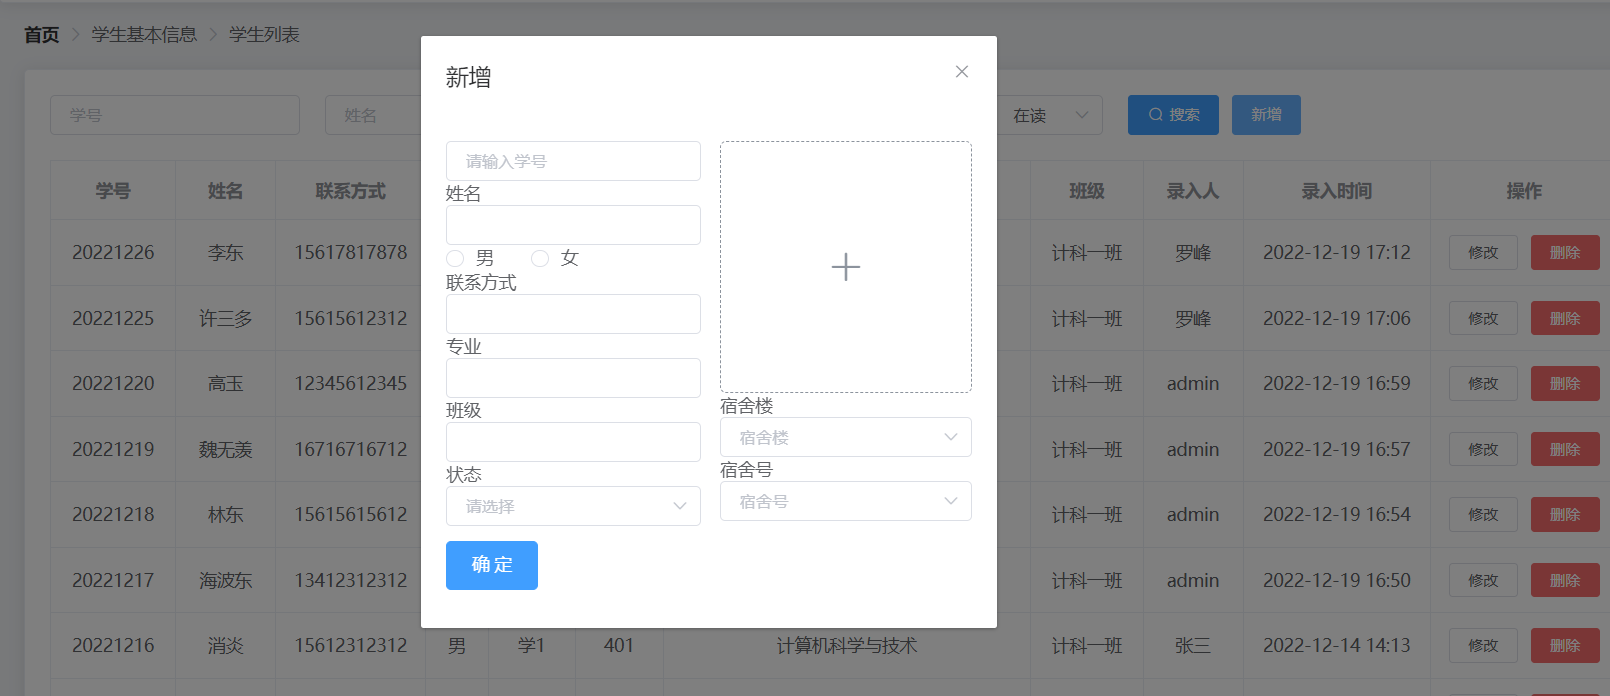 首页 > 学生基本信息 > 学生列表
学号 姓名 在读 搜索 新增
新增
请输入学号
姓名
男 女
联系方式
专业
班级
状态
请选择
宿舍楼
宿舍楼
宿舍号
宿舍号
确定
学号 姓名 联系方式 班级 录入人 录入时间 操作
20221226 李东 15617817878 计科一班 罗峰 2022-12-19 17:12 修改 删除
20221225 许三多 15615612312 计科一班 罗峰 2022-12-19 17:06 修改 删除
20221220 高玉 12345612345 计科一班 admin 2022-12-19 16:59 修改 删除
20221219 魏无羡 16716716712 计科一班 admin 2022-12-19 16:57 修改 删除
20221218 林东 15615615612 计科一班 admin 2022-12-19 16:54 修改 删除
20221217 海波东 13412312312 计科一班 admin 2022-12-19 16:50 修改 删除
20221216 消炎 15612312312 男 学1 401 计算机科学与技术 计科一班 张三 2022-12-14 14:13 修改 删除